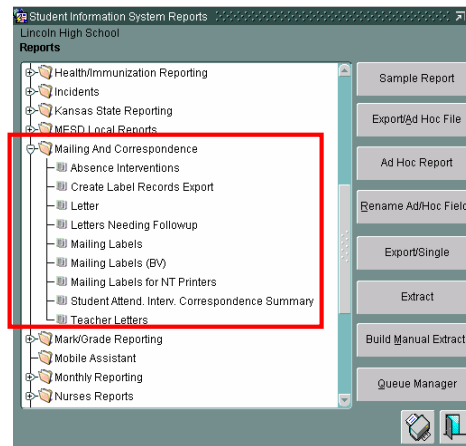 Student Information System Reports
Lincoln High School
Reports
Health/Immunization Reporting
Incidents
Kansas State Reporting
MESD Local Reports
Mailing And Correspondence
Absence Interventions
Create Label Records Export
Letter
Letters Needing Followup
Mailing Labels
Mailing Labels (BV)
Mailing Labels for NT Printers
Student Attend. Interv. Correspondence Summary
Teacher Letters
Mark/Grade Reporting
Mobile Assistant
Monthly Reporting
Nurses Reports
Sample Report
Export/Ad Hoc File
Ad Hoc Report
Rename Ad/Hoc Field
Export/Single
Extract
Build Manual Extract
Queue Manager